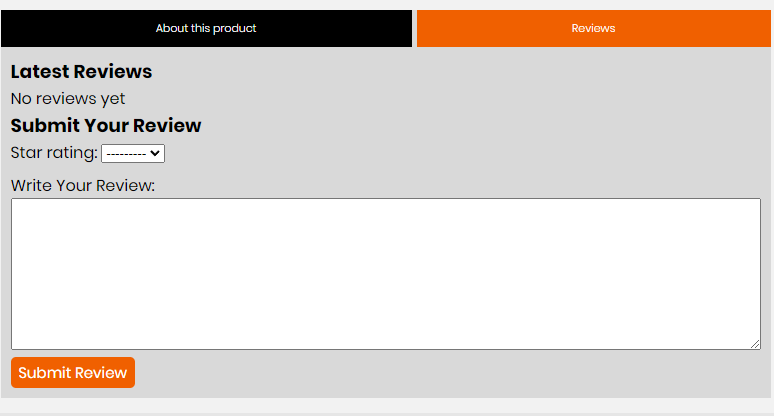 About this product
Reviews
Latest Reviews
No reviews yet
Submit Your Review
Star rating: ---------
Write Your Review:
Submit Review